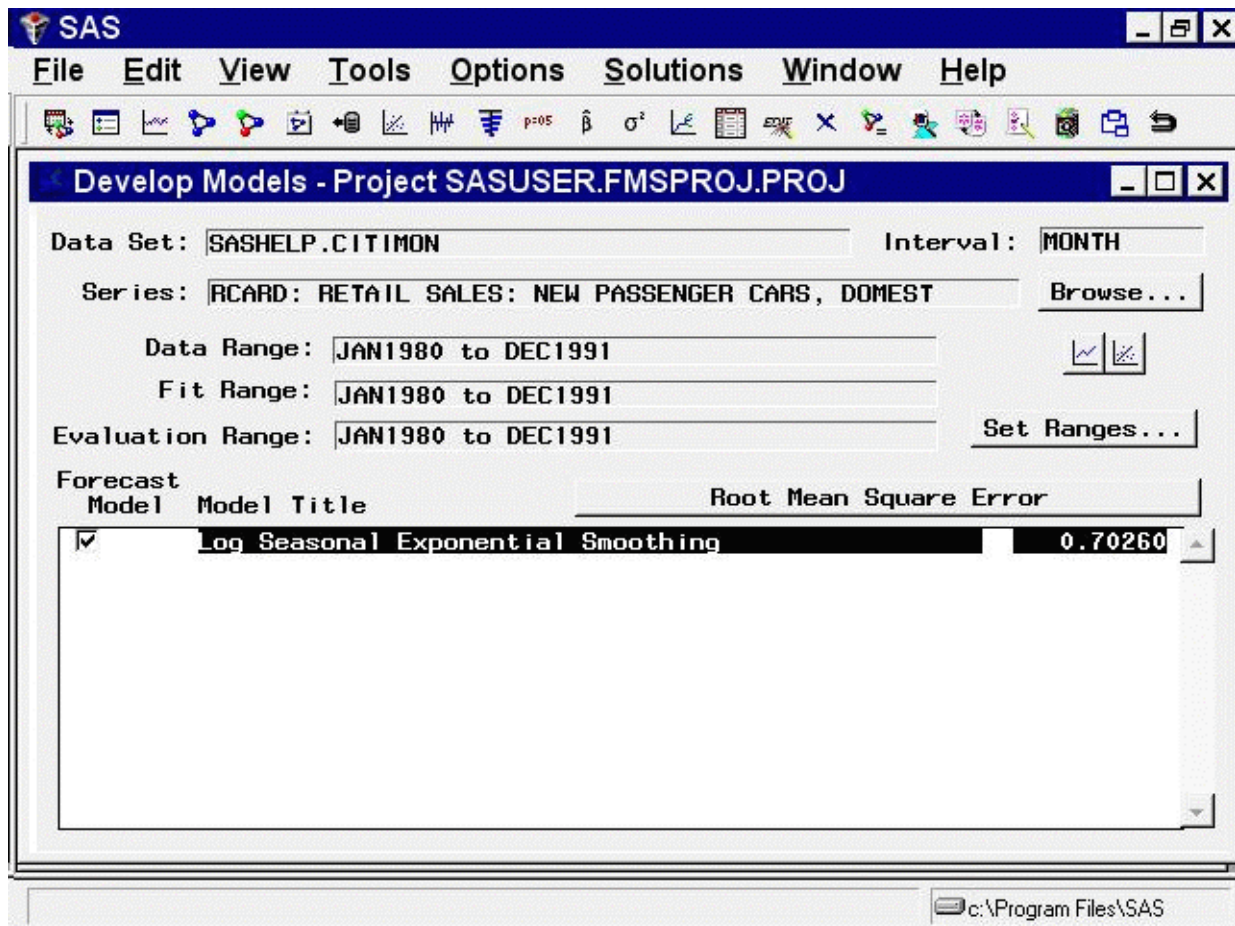 SAS
File Edit View Tools Options Solutions Window Help
p=05 β̂ σ² EDIT
Develop Models - Project SASUSER.FMSPROJ.PROJ
Data Set: SASHELP.CITIMON Interval: MONTH
Series: RCARD: RETAIL SALES: NEW PASSENGER CARS, DOMEST Browse...
Data Range: JAN1980 to DEC1991
Fit Range: JAN1980 to DEC1991
Evaluation Range: JAN1980 to DEC1991 Set Ranges...
Forecast
Model Model Title Root Mean Square Error
Log Seasonal Exponential Smoothing 0.70260
c:\Program Files\SAS